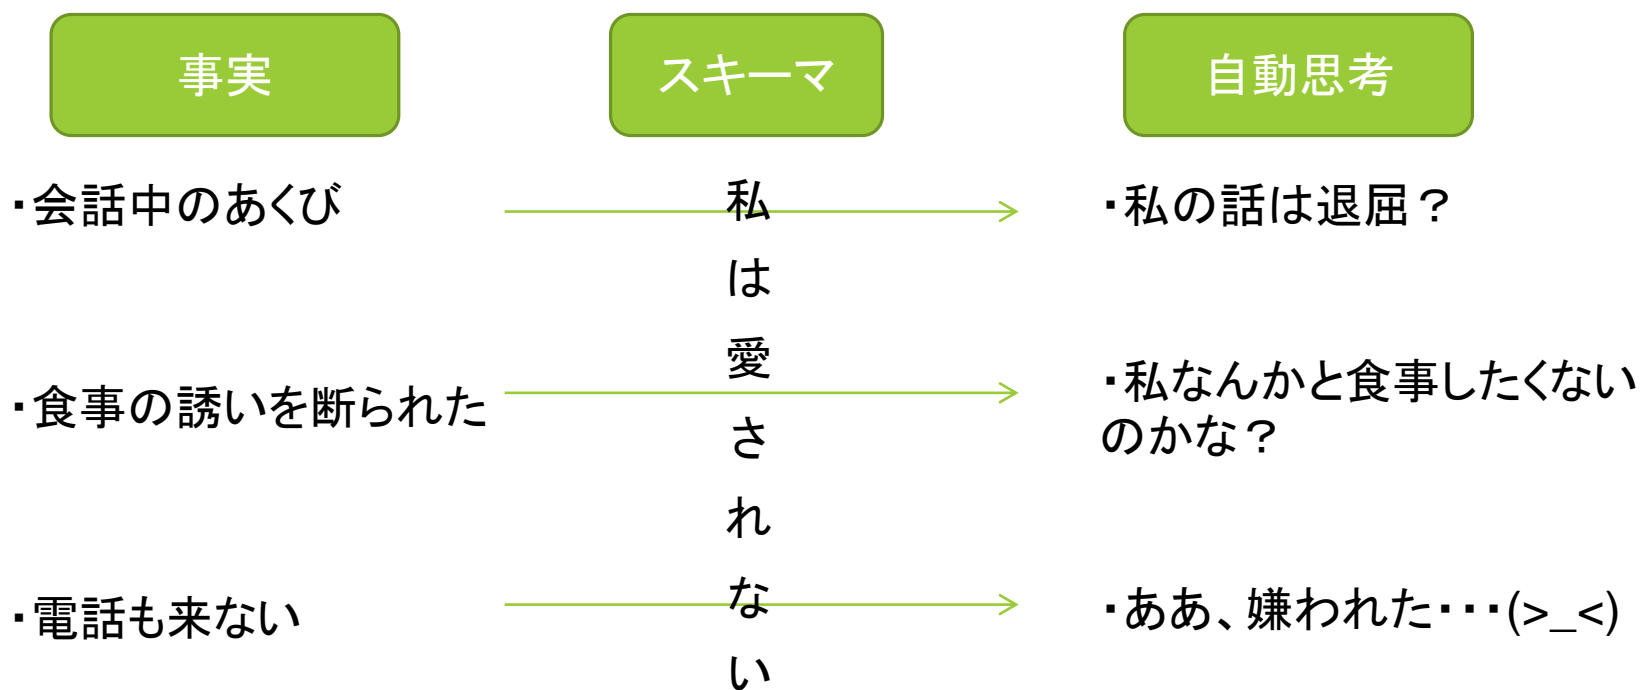 事実
スキーマ
自動思考
・会話中のあくび
・食事の誘いを断られた
・電話も来ない
私は愛されない
・私の話は退屈？
・私なんかと食事したくない
のかな？
・ああ、嫌われた・・・(>_<)